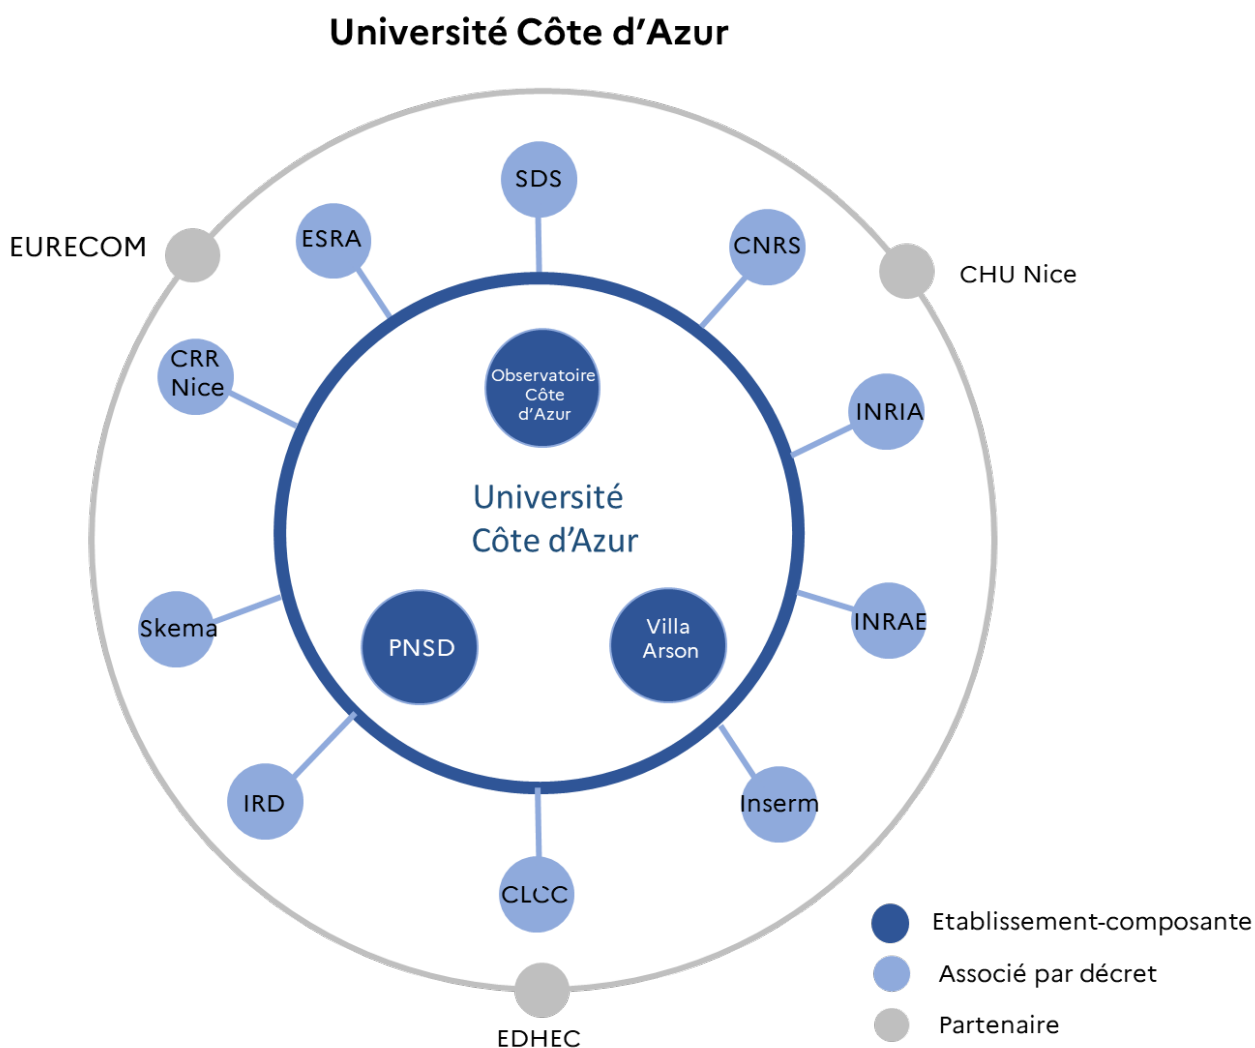 Université Côte d'Azur
SDS
ESRA
CNRS
EURECOM
CHU Nice
CRR
Nice
Observatoire
Côte
d'Azur
INRIA
Université
Côte d'Azur
Skema
PNSD
Villa
Arson
INRAE
IRD
Inserm
CLCC
Etablissement-composante
Associé par décret
Partenaire
EDHEC